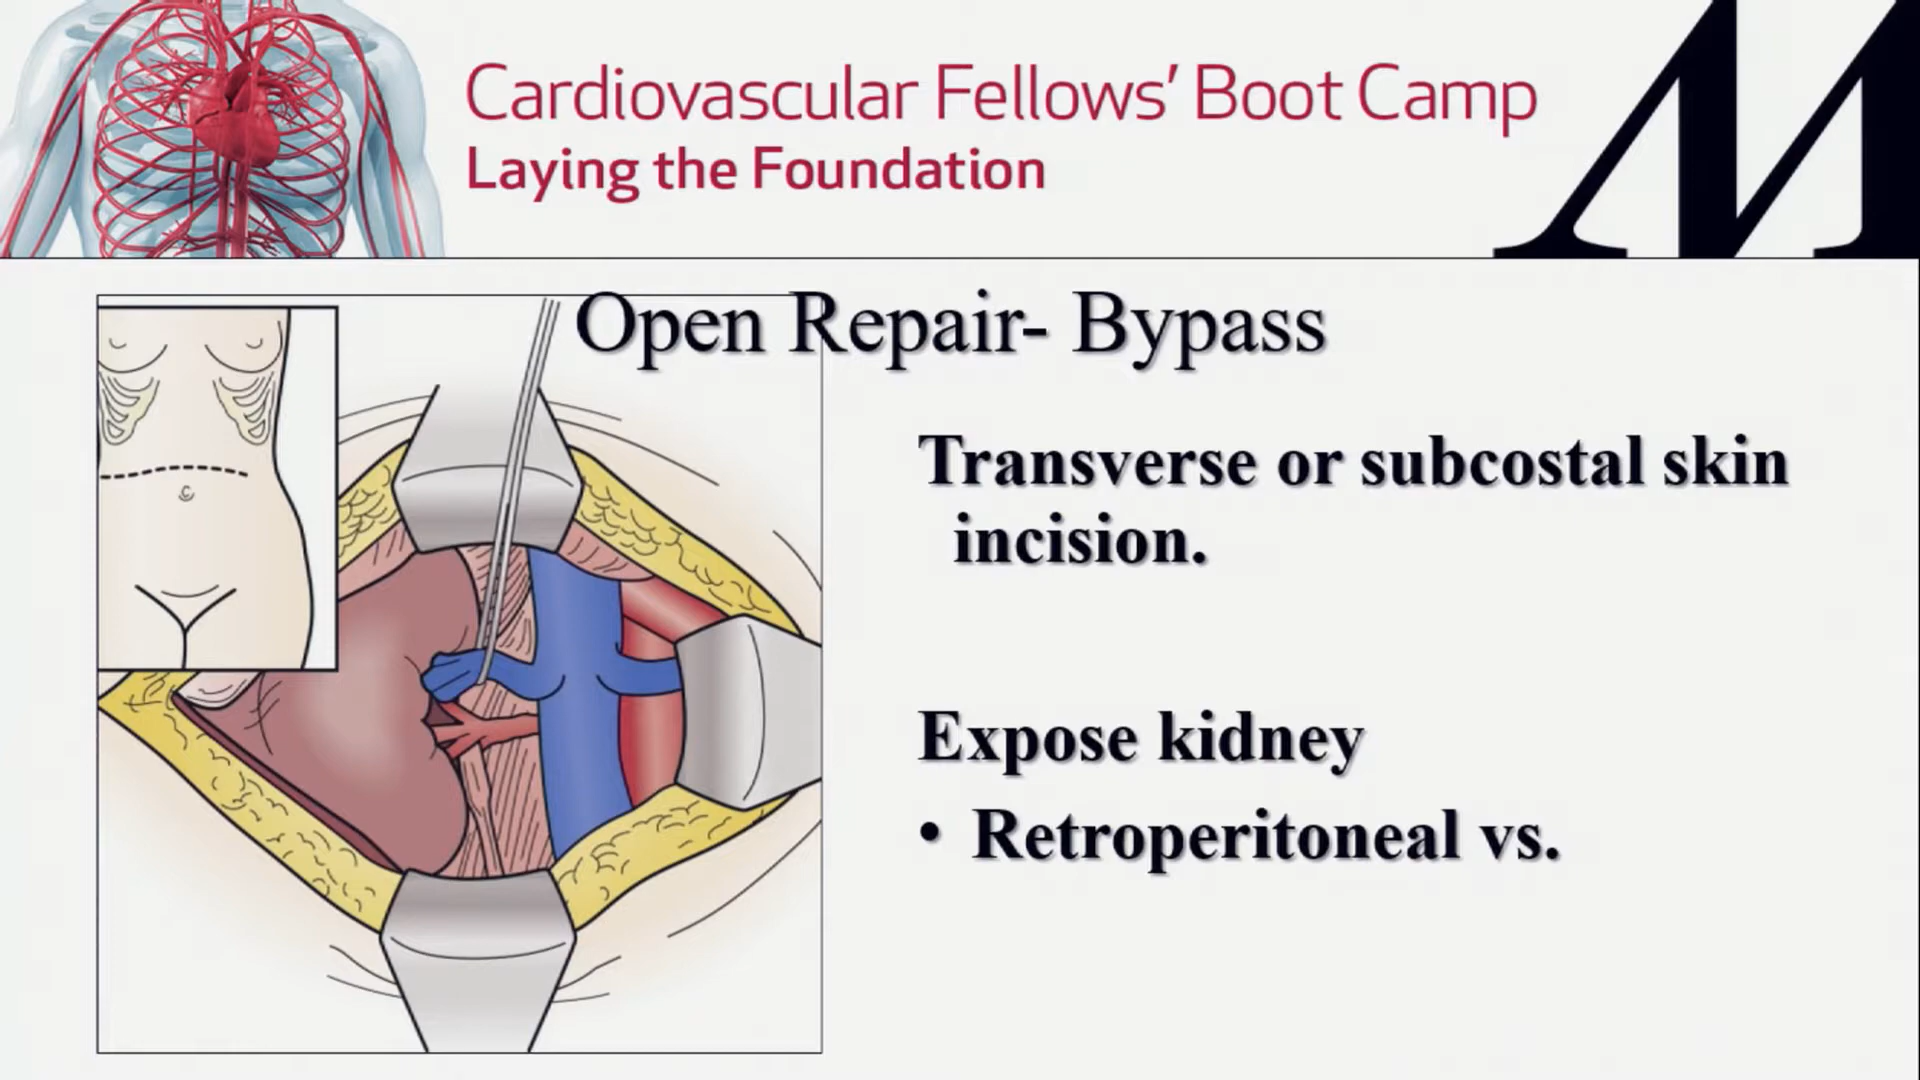 Cardiovascular Fellows' Boot Camp
Laying the Foundation
M
Open Repair- Bypass
Transverse or subcostal skin
incision.
Expose kidney
• Retroperitoneal vs.